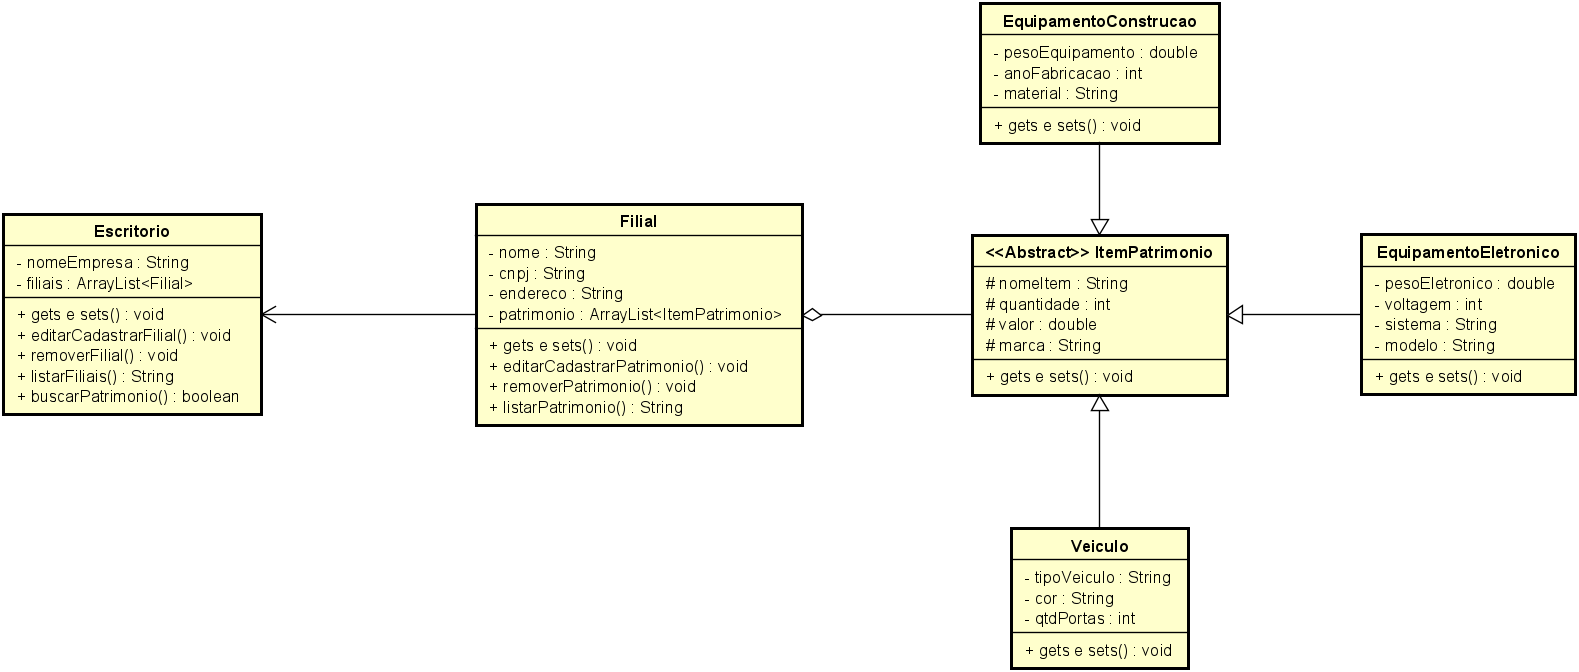 EquipamentoConstrucao
- pesoEquipamento : double
- anoFabricacao : int
- material : String
+ gets e sets() : void
Escritorio
- nomeEmpresa : String
- filiais : ArrayList<Filial>
+ gets e sets() : void
+ editarCadastrarFilial() : void
+ removerFilial() : void
+ listarFiliais() : String
+ buscarPatrimonio() : boolean
Filial
- nome : String
- cnpj : String
- endereco : String
- patrimonio : ArrayList<ItemPatrimonio>
+ gets e sets() : void
+ editarCadastrarPatrimonio() : void
+ removerPatrimonio() : void
+ listarPatrimonio() : String
<<Abstract>> ItemPatrimonio
# nomeItem : String
# quantidade : int
# valor : double
# marca : String
+ gets e sets() : void
EquipamentoEletronico
- pesoEletronico : double
- voltagem : int
- sistema : String
- modelo : String
+ gets e sets() : void
Veiculo
- tipoVeiculo : String
- cor : String
- qtdPortas : int
+ gets e sets() : void